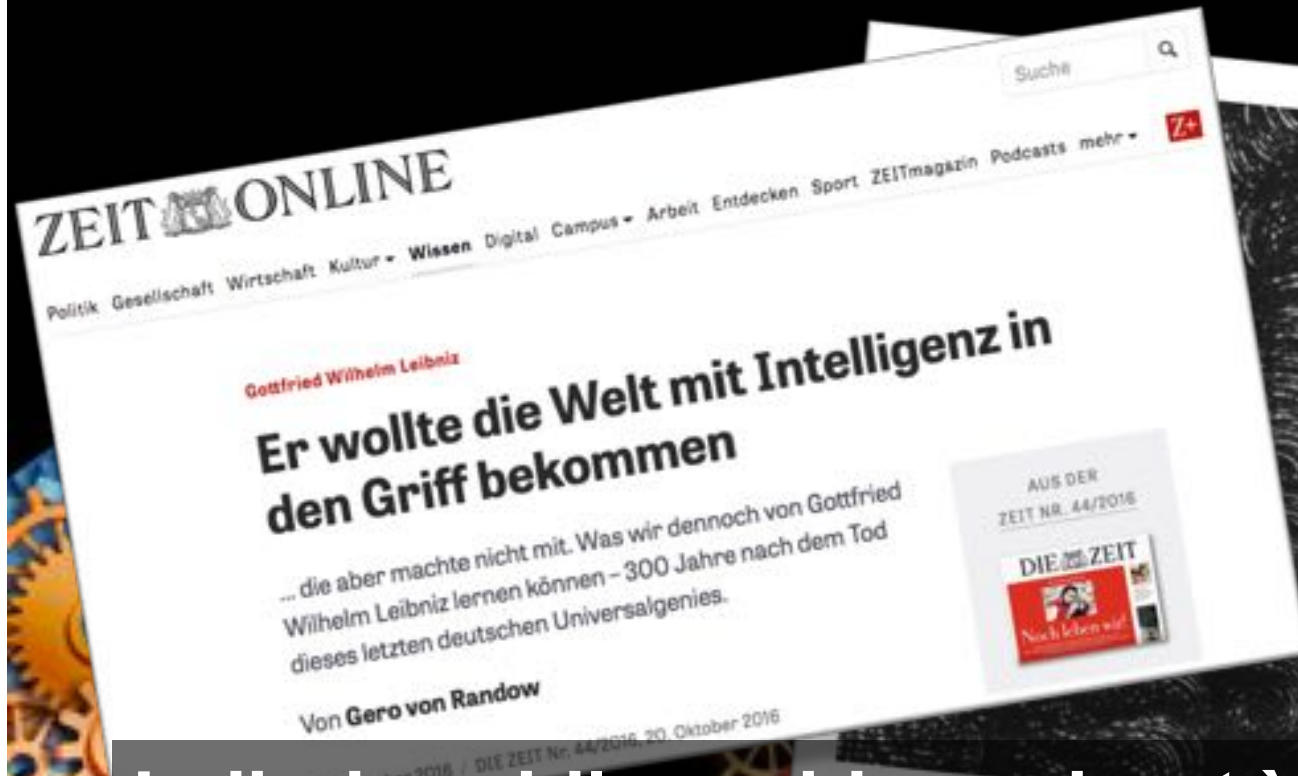 Suche
ZEIT ONLINE
Politik Gesellschaft Wirtschaft Kultur Wissen Digital Campus Arbeit Entdecken Sport ZEITmagazin Podcasts mehr Z+
Gottfried Wilhelm Leibniz
Er wollte die Welt mit Intelligenz in
den Griff bekommen
... die aber machte nicht mit. Was wir dennoch von Gottfried
Wilhelm Leibniz lernen können – 300 Jahre nach dem Tod
dieses letzten deutschen Universalgenies.
Von Gero von Randow
2016 / DIE ZEIT Nr. 44/2016, 20. Oktober 2016
AUS DER
ZEIT NR. 44/2016
DIE ZEIT
Noch leben wir!